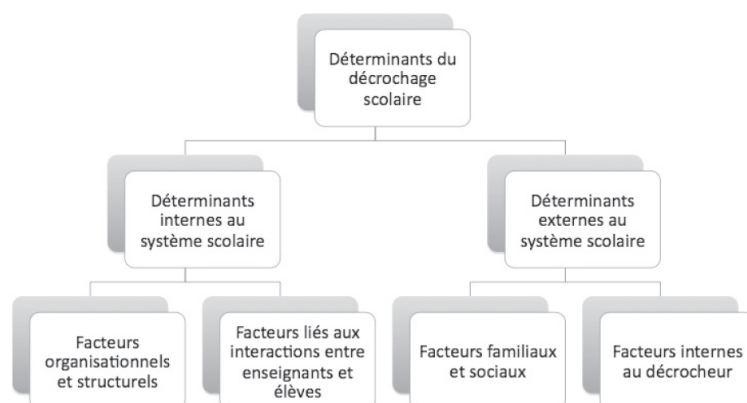 Déterminants du
décrochage
scolaire
Déterminants
internes au
système scolaire
Déterminants
externes au
système scolaire
Facteurs
organisationnels
et structurels
Facteurs liés aux
interactions entre
enseignants et
élèves
Facteurs familiaux
et sociaux
Facteurs internes
au décrocheur